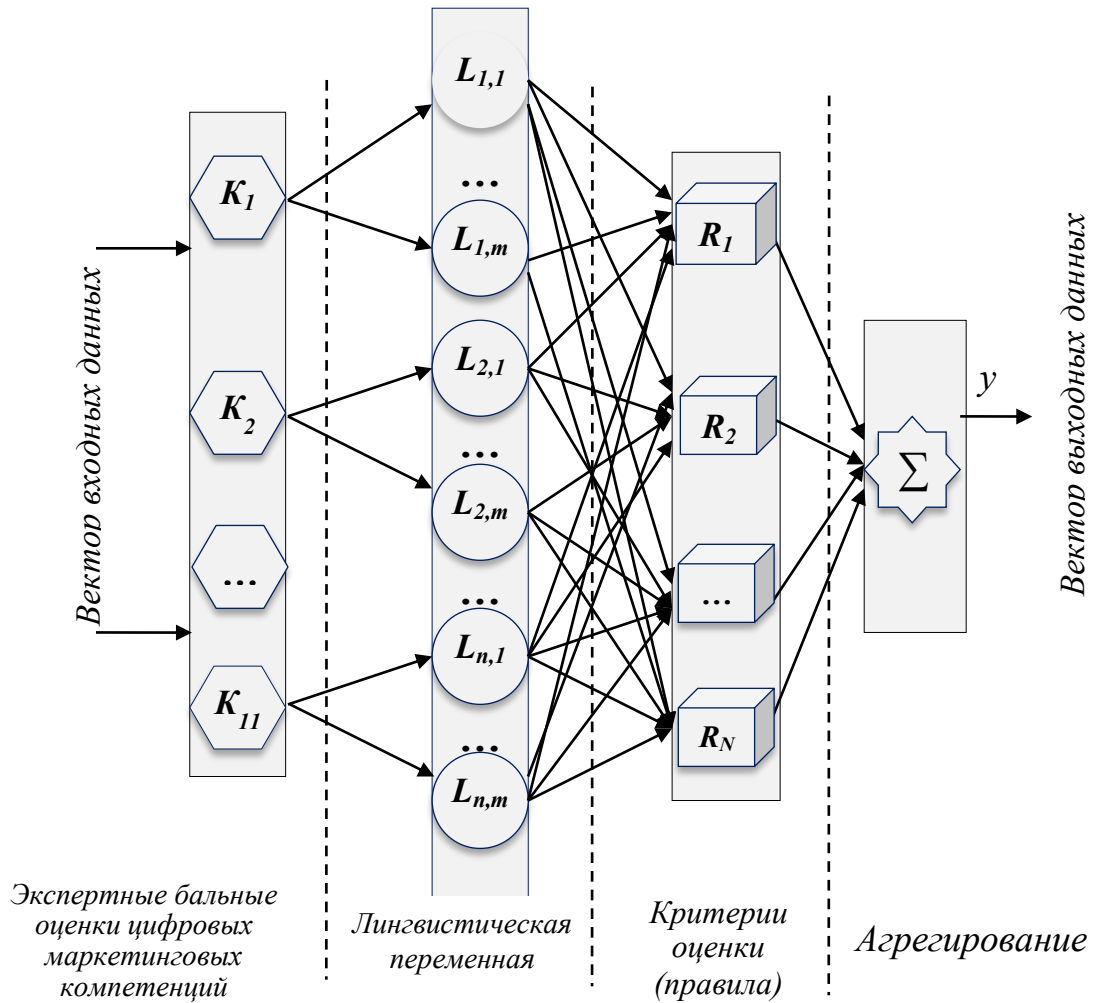 Вектор входных данных
K1
K2
...
K11
L1,1
...
L1,m
L2,1
...
L2,m
...
Ln,1
...
Ln,m
R1
R2
...
RN
∑
y
Вектор выходных данных
Экспертные бальные
оценки цифровых
маркетинговых
компетенций
Лингвистическая
переменная
Критерии
оценки
(правила)
Агрегирование